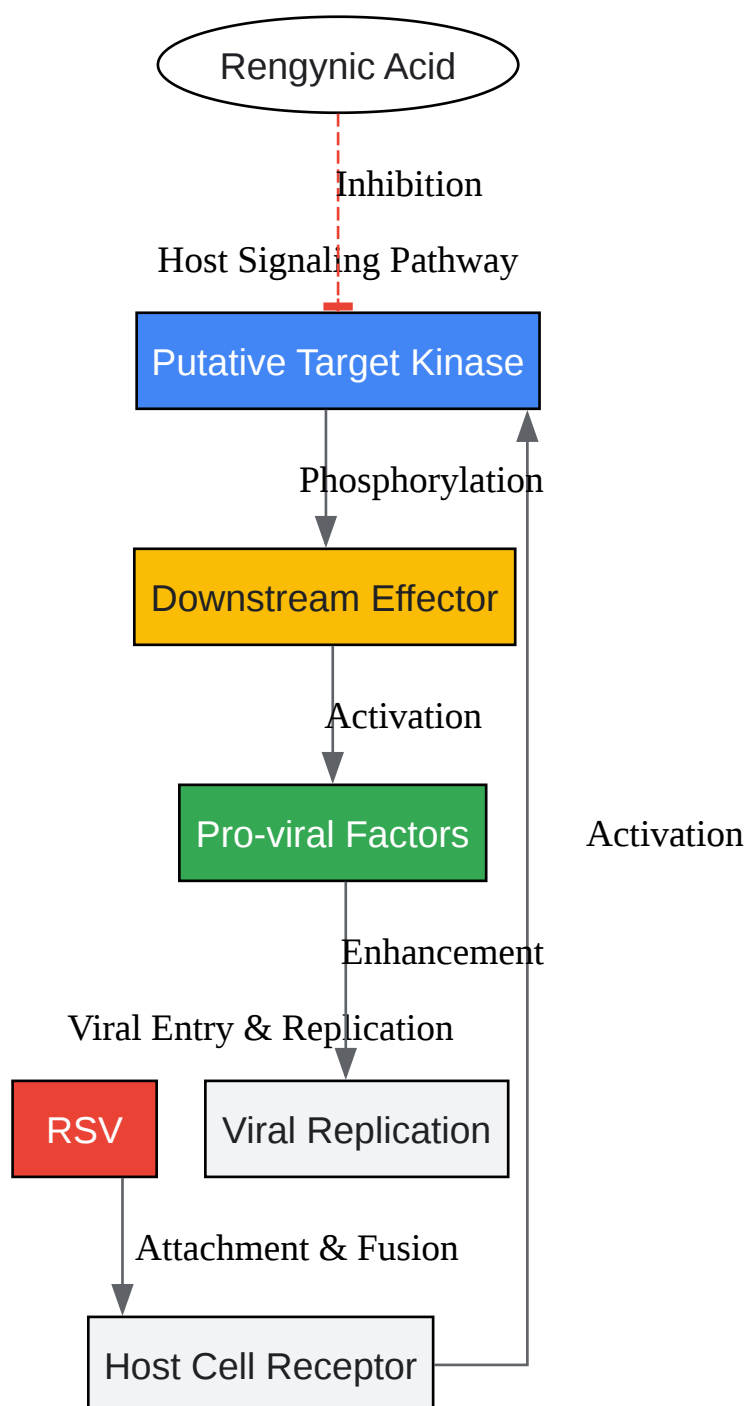 Rengynic Acid
Inhibition
Host Signaling Pathway
Putative Target Kinase
Phosphorylation
Downstream Effector
Activation
Pro-viral Factors
Activation
Enhancement
Viral Entry & Replication
RSV
Viral Replication
Attachment & Fusion
Host Cell Receptor